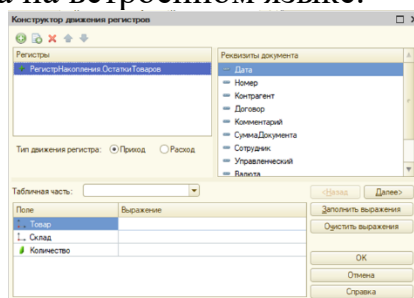 на встроенном языке.
Конструктор движения регистров
Регистры
РегистрНакопления.ОстаткиТоваров
Тип движения регистра: Приход Расход
Реквизиты документа
Дата
Номер
Контрагент
Договор
Комментарий
СуммаДокумента
Сотрудник
Управленческий
Валюта
Табличная часть:
<Назад Далее>
Поле Выражение
Товар
Склад
Количество
Заполнить выражения
Очистить выражения
ОК
Отмена
Справка